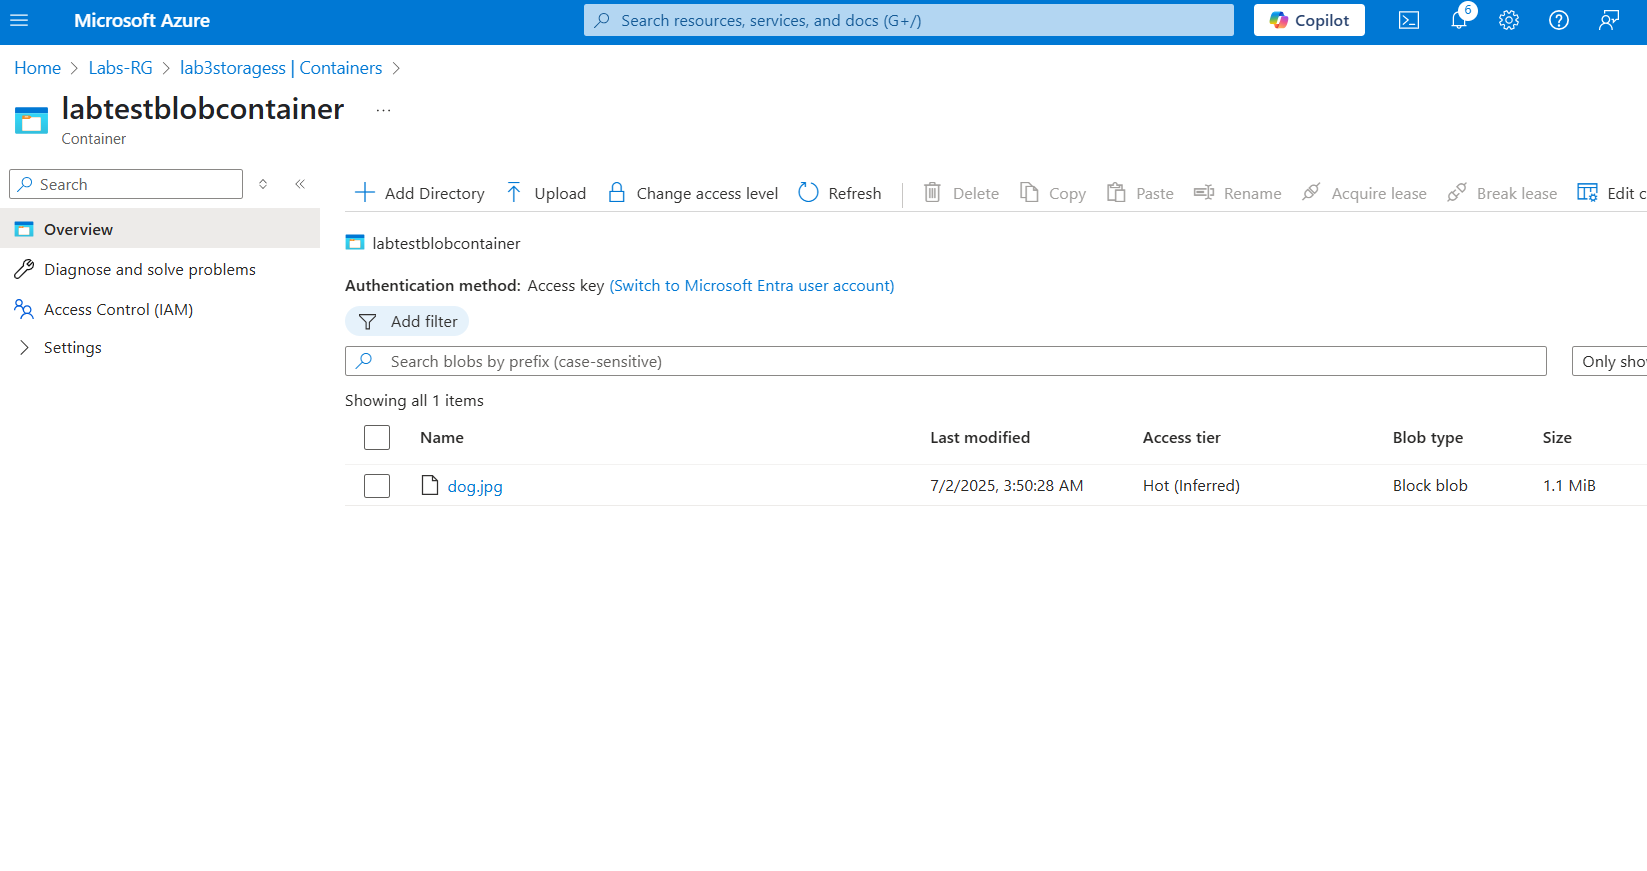 Microsoft Azure
Search resources, services, and docs (G+/)
Copilot
6
Home > Labs-RG > lab3storagess | Containers >
labtestblobcontainer ...
Container
Search
Overview
Diagnose and solve problems
Access Control (IAM)
Settings
Add Directory Upload Change access level Refresh Delete Copy Paste Rename Acquire lease Break lease Edit c
labtestblobcontainer
Authentication method: Access key (Switch to Microsoft Entra user account)
Add filter
Search blobs by prefix (case-sensitive)
Only sho
Showing all 1 items
Name Last modified Access tier Blob type Size
dog.jpg 7/2/2025, 3:50:28 AM Hot (Inferred) Block blob 1.1 MiB